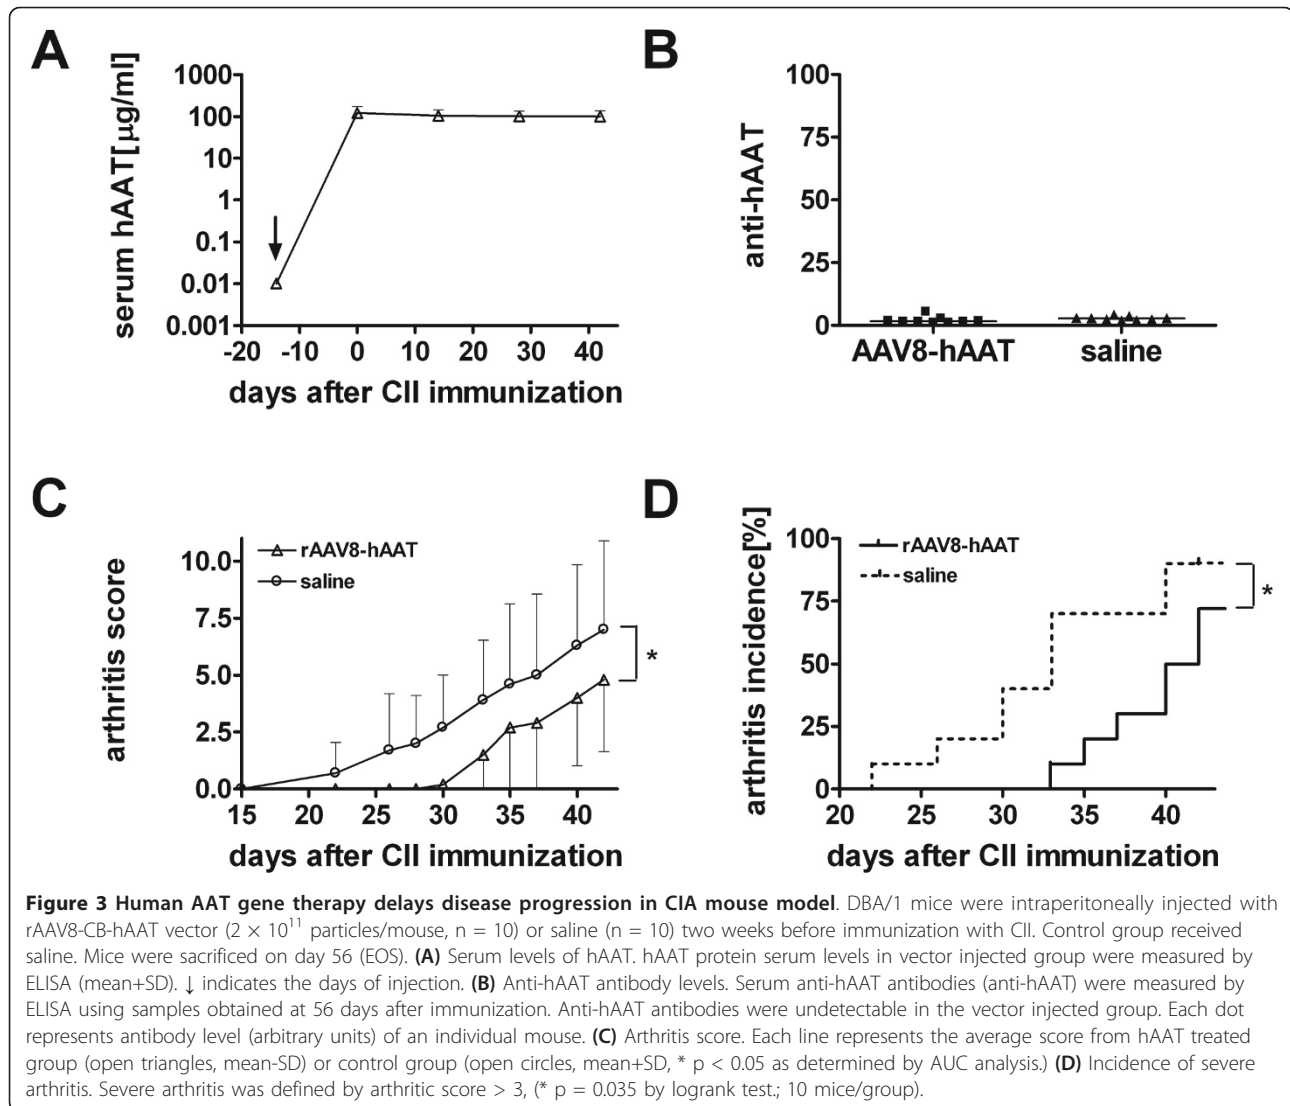 A
serum hAAT[µg/ml]
1000
100
10
1
0.1
0.01
0.001
-20 -10 0 10 20 30 40
days after CII immunization
B
anti-hAAT
100
75
50
25
0
AAV8-hAAT saline
C
arthritis score
10.0
7.5
5.0
2.5
0.0
rAAV8-hAAT
saline
*
15 20 25 30 35 40
days after CII immunization
D
arthritis incidence[%]
100
75
50
25
0
rAAV8-hAAT
saline
*
20 25 30 35 40
days after CII immunization
Figure 3 Human AAT gene therapy delays disease progression in CIA mouse model. DBA/1 mice were intraperitoneally injected with
rAAV8-CB-hAAT vector (2 × 10¹¹ particles/mouse, n = 10) or saline (n = 10) two weeks before immunization with CII. Control group received
saline. Mice were sacrificed on day 56 (EOS). (A) Serum levels of hAAT. hAAT protein serum levels in vector injected group were measured by
ELISA (mean+SD). ↓ indicates the days of injection. (B) Anti-hAAT antibody levels. Serum anti-hAAT antibodies (anti-hAAT) were measured by
ELISA using samples obtained at 56 days after immunization. Anti-hAAT antibodies were undetectable in the vector injected group. Each dot
represents antibody level (arbitrary units) of an individual mouse. (C) Arthritis score. Each line represents the average score from hAAT treated
group (open triangles, mean-SD) or control group (open circles, mean+SD, * p < 0.05 as determined by AUC analysis.) (D) Incidence of severe
arthritis. Severe arthritis was defined by arthritic score > 3, (* p = 0.035 by logrank test.; 10 mice/group).